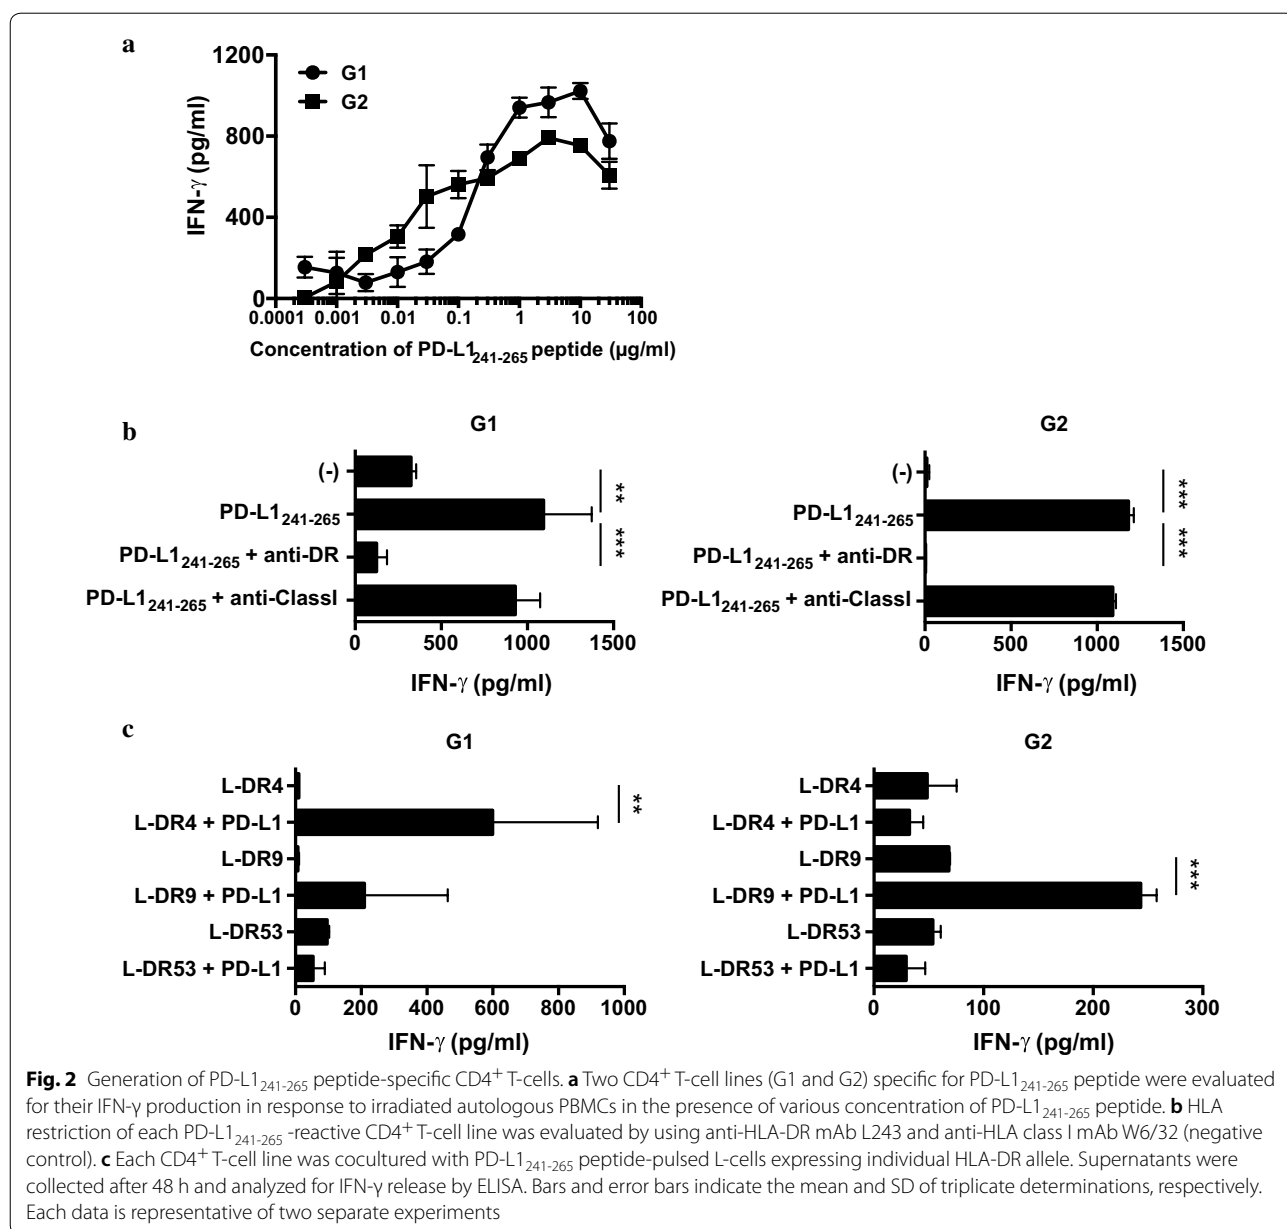 a
1200
800
400
0
IFN-γ (pg/ml)
G1
G2
0.0001 0.001 0.01 0.1 1 10 100
Concentration of PD-L1241-265 peptide (µg/ml)
b
G1
(-)
PD-L1241-265
PD-L1241-265 + anti-DR
PD-L1241-265 + anti-ClassI
**
***
0 500 1000 1500
IFN-γ (pg/ml)
G2
(-)
PD-L1241-265
PD-L1241-265 + anti-DR
PD-L1241-265 + anti-ClassI
***
***
0 500 1000 1500
IFN-γ (pg/ml)
c
G1
L-DR4
L-DR4 + PD-L1
L-DR9
L-DR9 + PD-L1
L-DR53
L-DR53 + PD-L1
**
0 200 400 600 800 1000
IFN-γ (pg/ml)
G2
L-DR4
L-DR4 + PD-L1
L-DR9
L-DR9 + PD-L1
L-DR53
L-DR53 + PD-L1
***
0 100 200 300
IFN-γ (pg/ml)
Fig. 2 Generation of PD-L1241-265 peptide-specific CD4+ T-cells. a Two CD4+ T-cell lines (G1 and G2) specific for PD-L1241-265 peptide were evaluated
for their IFN-γ production in response to irradiated autologous PBMCs in the presence of various concentration of PD-L1241-265 peptide. b HLA
restriction of each PD-L1241-265 -reactive CD4+ T-cell line was evaluated by using anti-HLA-DR mAb L243 and anti-HLA class I mAb W6/32 (negative
control). c Each CD4+ T-cell line was cocultured with PD-L1241-265 peptide-pulsed L-cells expressing individual HLA-DR allele. Supernatants were
collected after 48 h and analyzed for IFN-γ release by ELISA. Bars and error bars indicate the mean and SD of triplicate determinations, respectively.
Each data is representative of two separate experiments